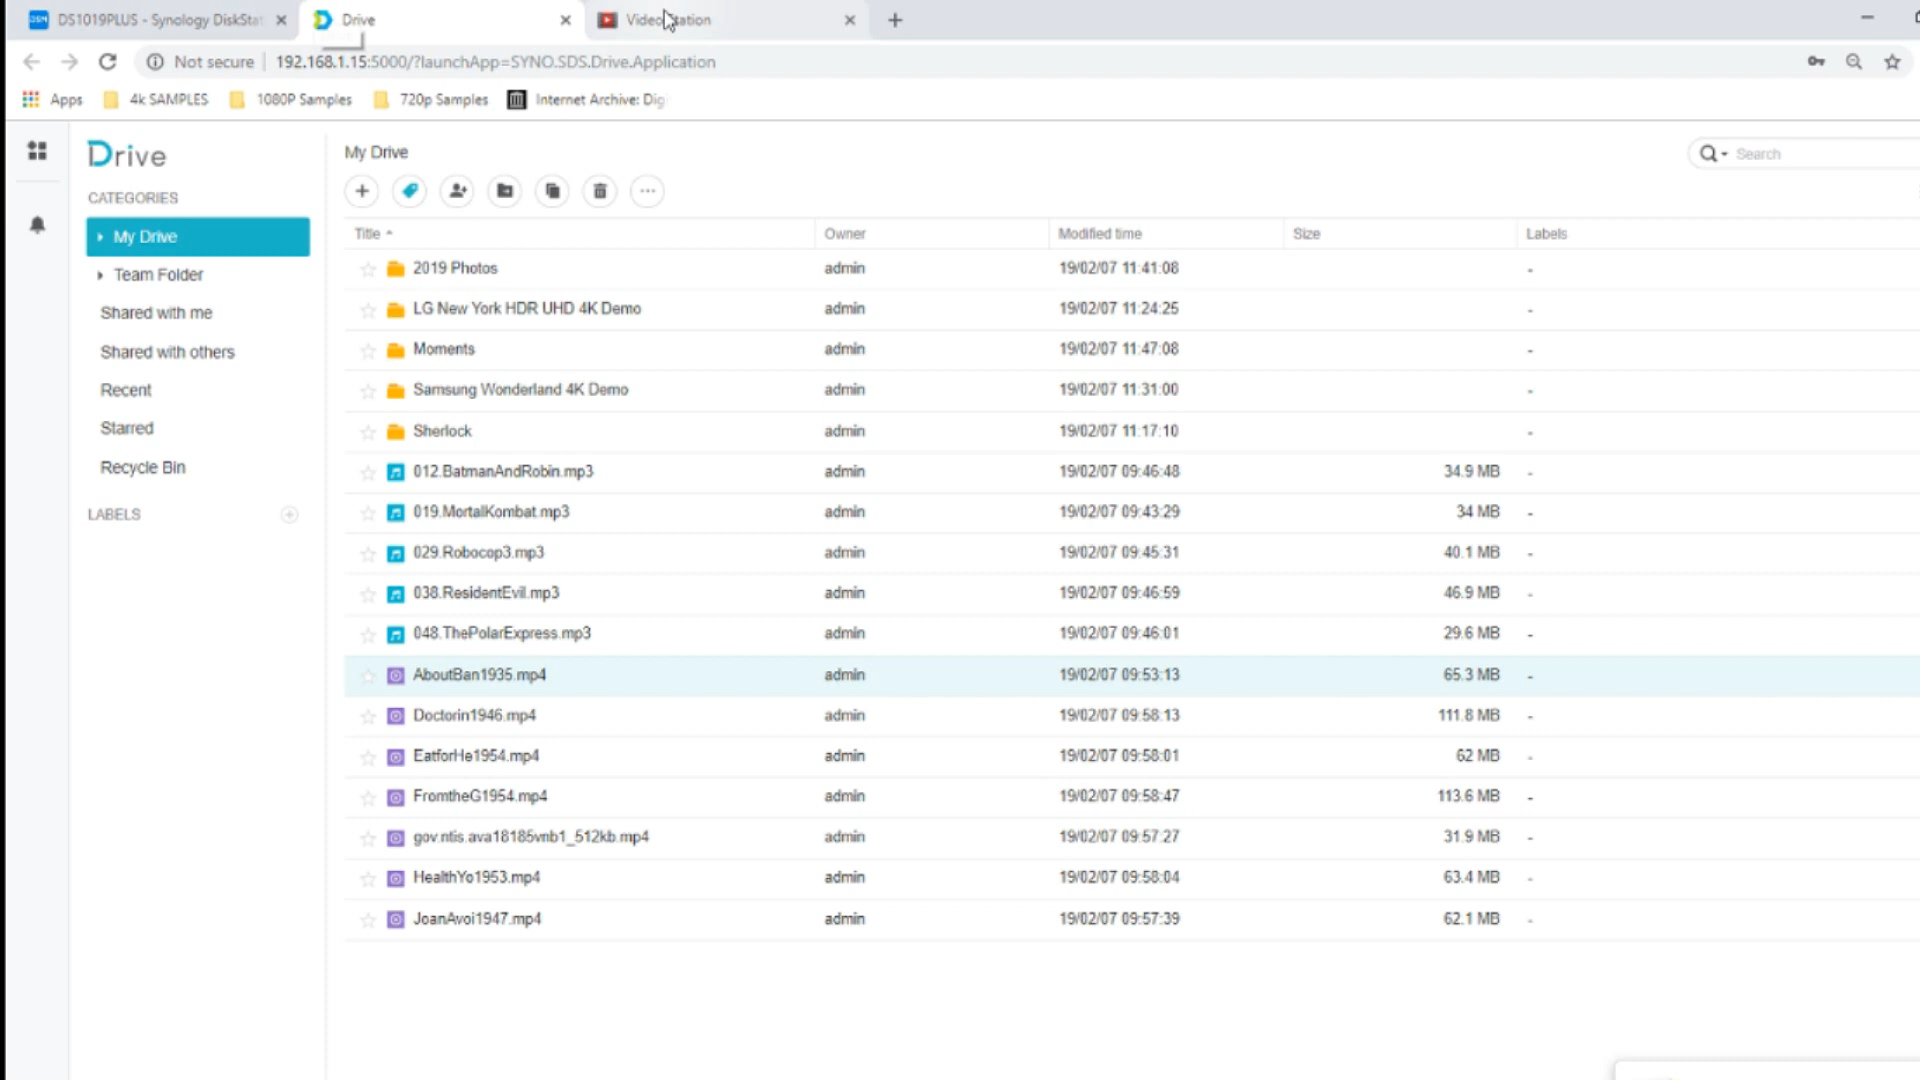 DS1019PLUS - Synology DiskStat
Drive
Video Station
Not secure
192.168.1.15:5000/?launchApp=SYNO.SDS.Drive.Application
Apps
4k SAMPLES
1080P Samples
720p Samples
Internet Archive: Digi
Drive
My Drive
Search
CATEGORIES
My Drive
Team Folder
Shared with me
Shared with others
Recent
Starred
Recycle Bin
LABELS
Title Owner Modified time Size Labels
2019 Photos admin 19/02/07 11:41:08 -
LG New York HDR UHD 4K Demo admin 19/02/07 11:24:25 -
Moments admin 19/02/07 11:47:08 -
Samsung Wonderland 4K Demo admin 19/02/07 11:31:00 -
Sherlock admin 19/02/07 11:17:10 -
012.BatmanAndRobin.mp3 admin 19/02/07 09:46:48 34.9 MB -
019.MortalKombat.mp3 admin 19/02/07 09:43:29 34 MB -
029.Robocop3.mp3 admin 19/02/07 09:45:31 40.1 MB -
038.ResidentEvil.mp3 admin 19/02/07 09:46:59 46.9 MB -
048.ThePolarExpress.mp3 admin 19/02/07 09:46:01 29.6 MB -
AboutBan1935.mp4 admin 19/02/07 09:53:13 65.3 MB -
Doctorin1946.mp4 admin 19/02/07 09:58:13 111.8 MB -
EatforHe1954.mp4 admin 19/02/07 09:58:01 62 MB -
FromtheG1954.mp4 admin 19/02/07 09:58:47 113.6 MB -
gov.ntis.ava18185vnb1_512kb.mp4 admin 19/02/07 09:57:27 31.9 MB -
HealthYo1953.mp4 admin 19/02/07 09:58:04 63.4 MB -
JoanAvoi1947.mp4 admin 19/02/07 09:57:39 62.1 MB -